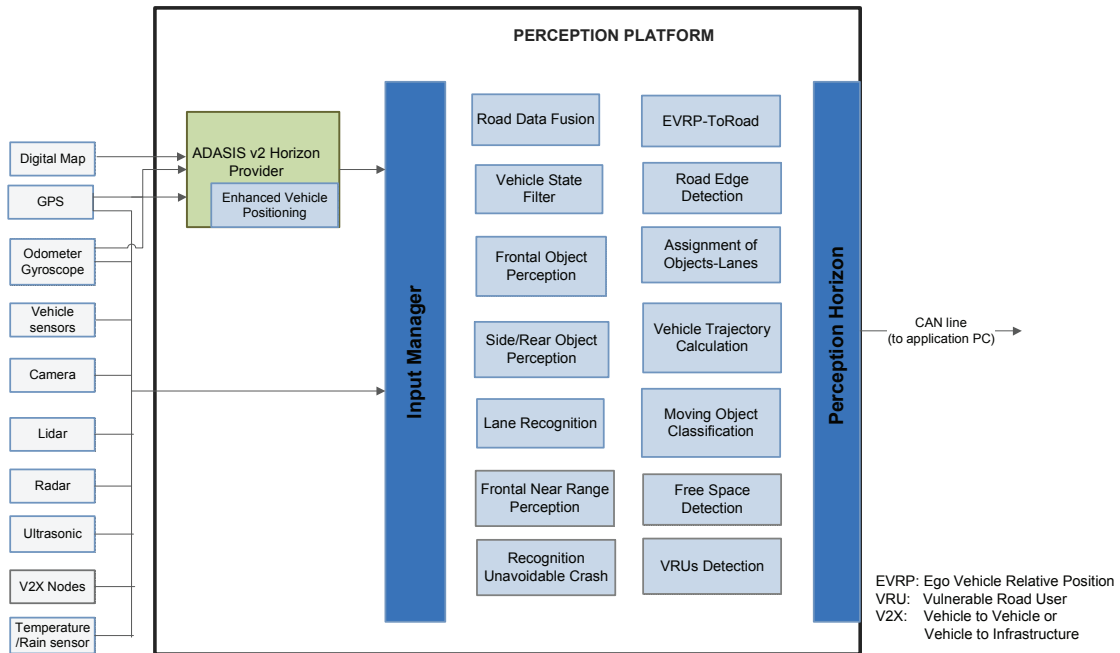 PERCEPTION PLATFORM
Digital Map
GPS
Odometer
Gyroscope
Vehicle
sensors
Camera
Lidar
Radar
Ultrasonic
V2X Nodes
Temperature
/Rain sensor
ADASIS v2 Horizon
Provider
Enhanced Vehicle
Positioning
Input Manager
Road Data Fusion
Vehicle State
Filter
Frontal Object
Perception
Side/Rear Object
Perception
Lane Recognition
Frontal Near Range
Perception
Recognition
Unavoidable Crash
EVRP-ToRoad
Road Edge
Detection
Assignment of
Objects-Lanes
Vehicle Trajectory
Calculation
Moving Object
Classification
Free Space
Detection
VRUs Detection
Perception Horizon
CAN line
(to application PC)
EVRP: Ego Vehicle Relative Position
VRU: Vulnerable Road User
V2X: Vehicle to Vehicle or
Vehicle to Infrastructure